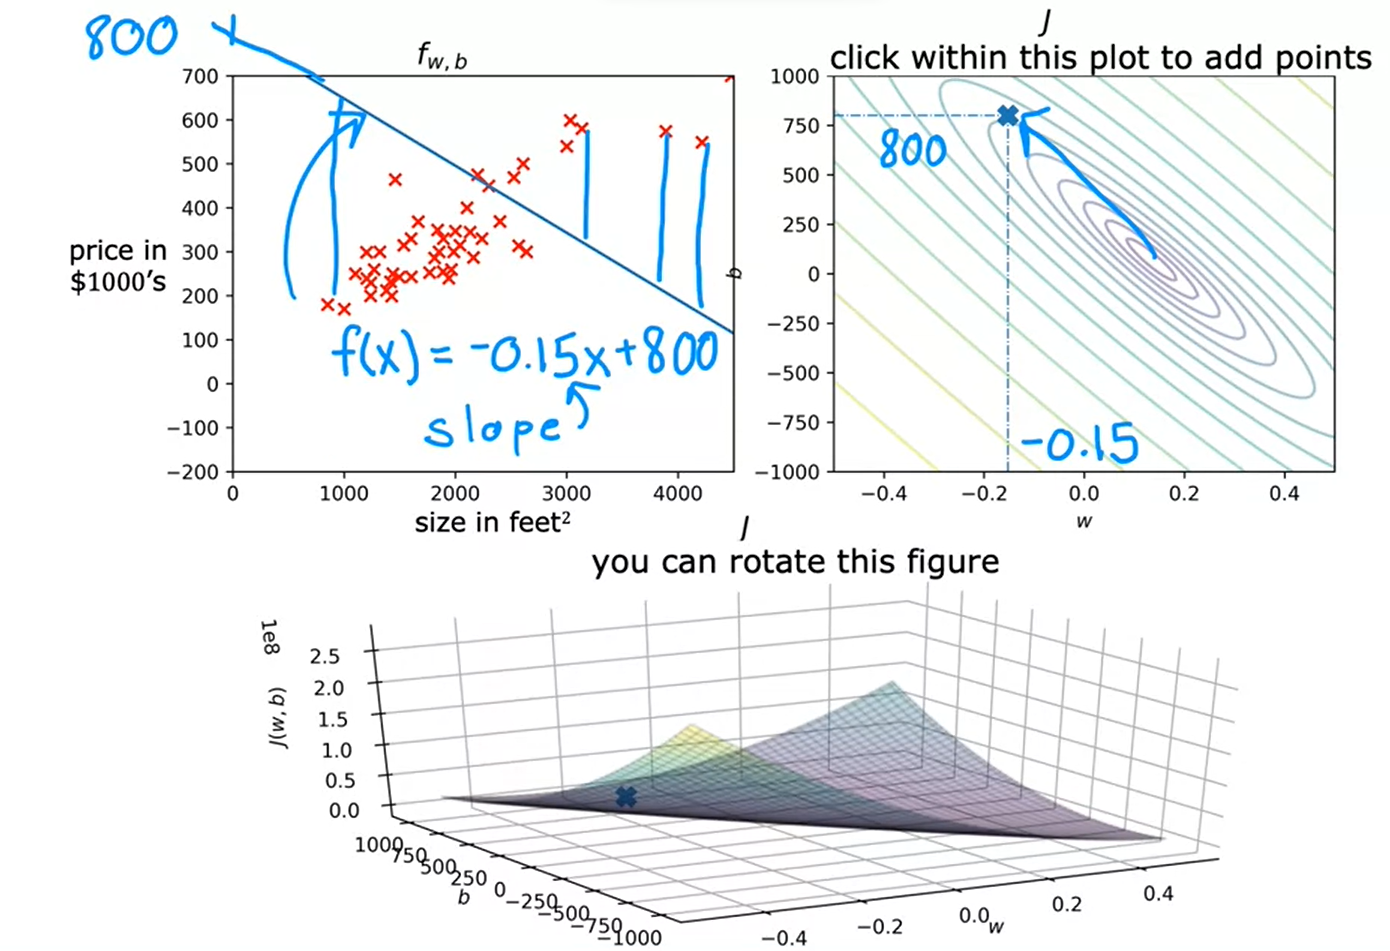 800
f_{w,b}
700
600
500
400
300
200
100
0
−100
−200
price in
$1000's
f(x) = -0.15x+800
slope
0 1000 2000 3000 4000
size in feet²
J
click within this plot to add points
1000
750
500
250
0
−250
−500
−750
−1000
b
800
-0.15
−0.4 −0.2 0.0 0.2 0.4
w
J
you can rotate this figure
1e8
J(w,b)
2.5
2.0
1.5
1.0
0.5
0.0
1000 750 500 250 0 −250 −500 −750 −1000
b
−0.4 −0.2 0.0 0.2 0.4
w